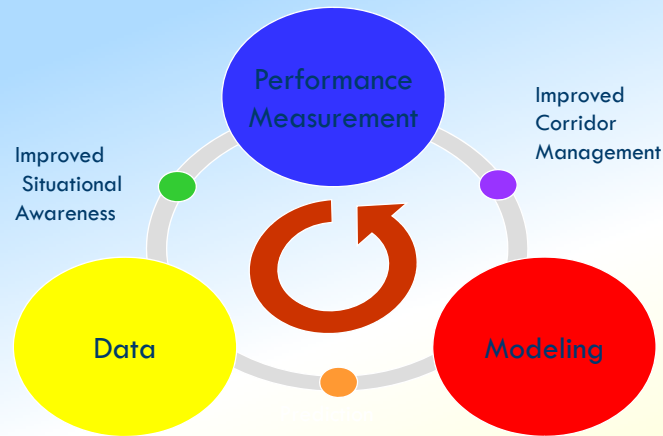 Performance
Measurement
Improved
Corridor
Management
Improved
Situational
Awareness
Data
Modeling